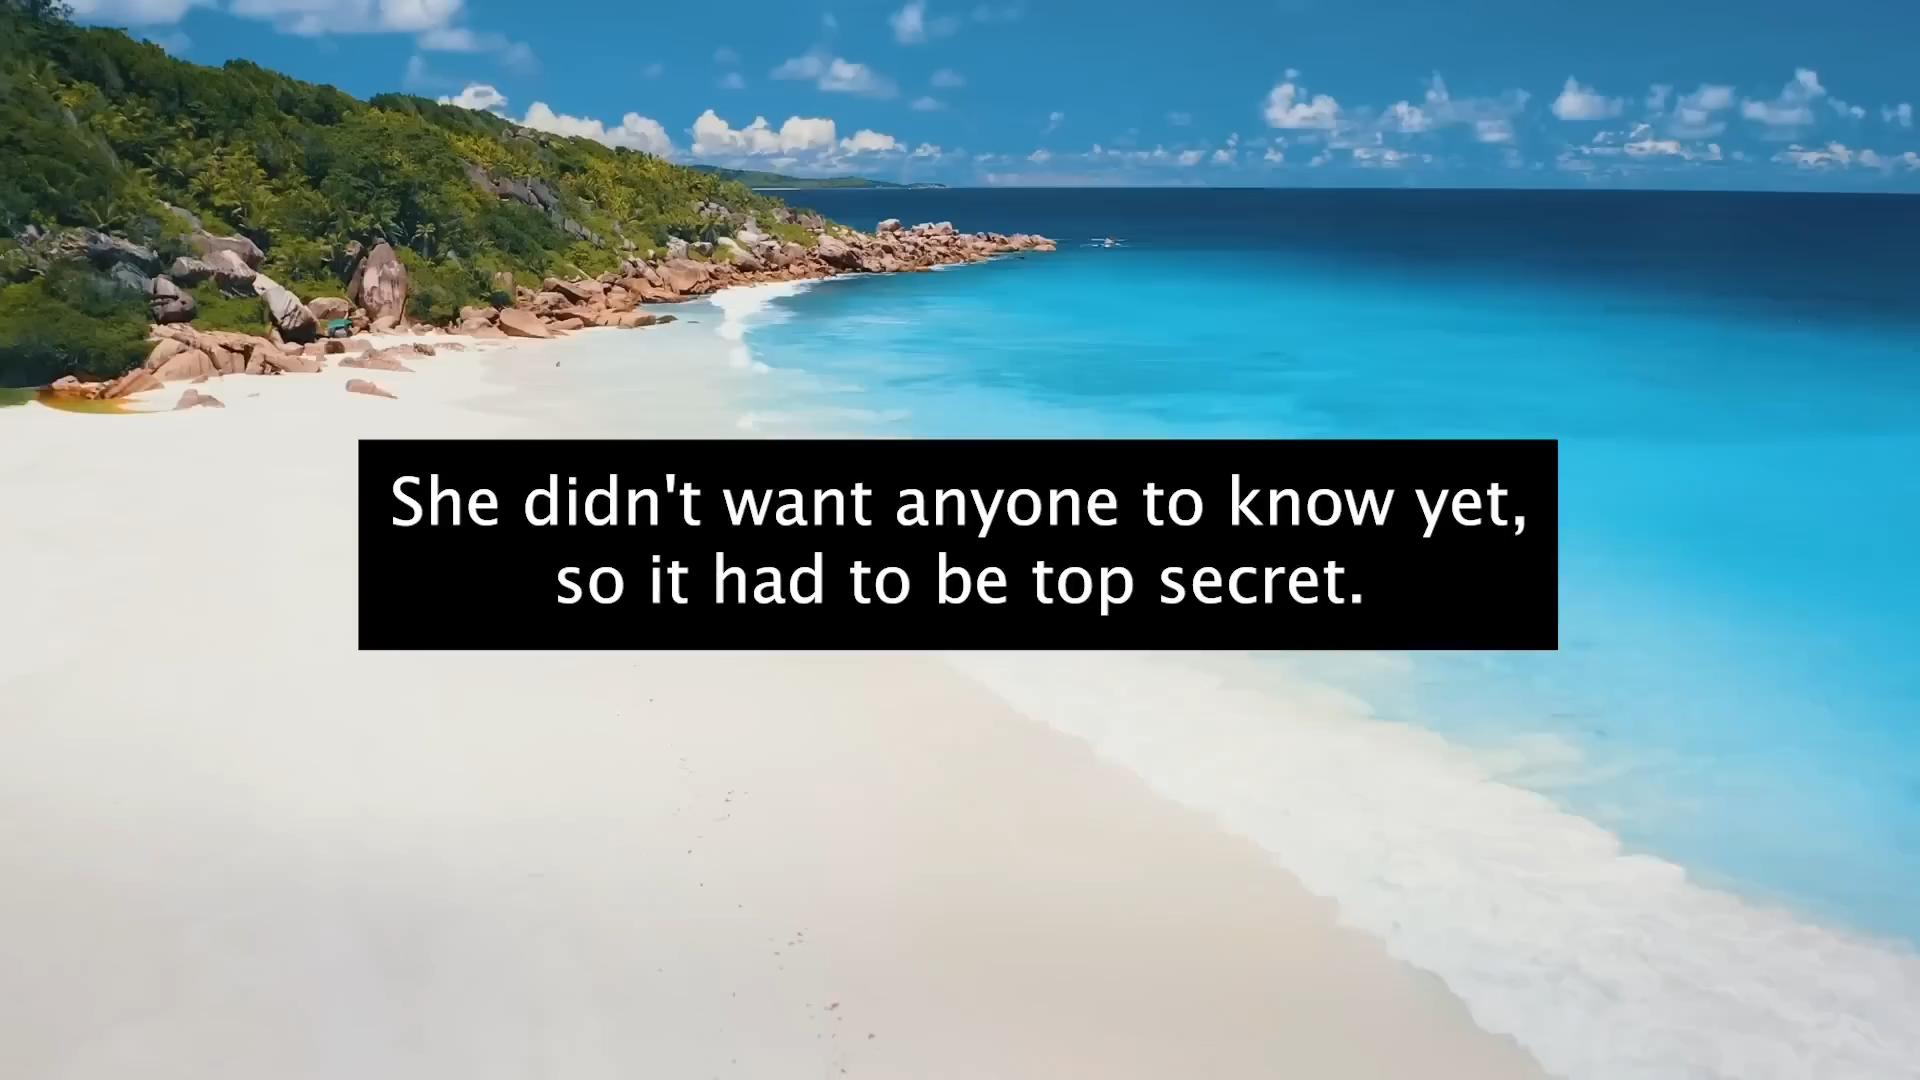 She didn't want anyone to know yet,
so it had to be top secret.